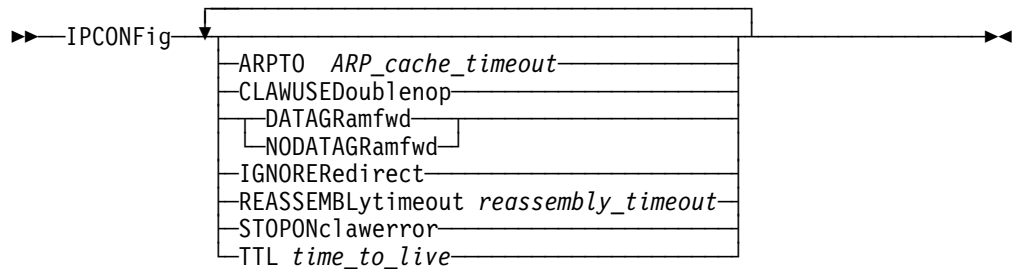 IPCONFig
ARPTO ARP_cache_timeout
CLAWUSEDoublenop
DATAGRamfwd
NODATAGRamfwd
IGNORERedirect
REASSEMBLytimeout reassembly_timeout
STOPONclawerror
TTL time_to_live